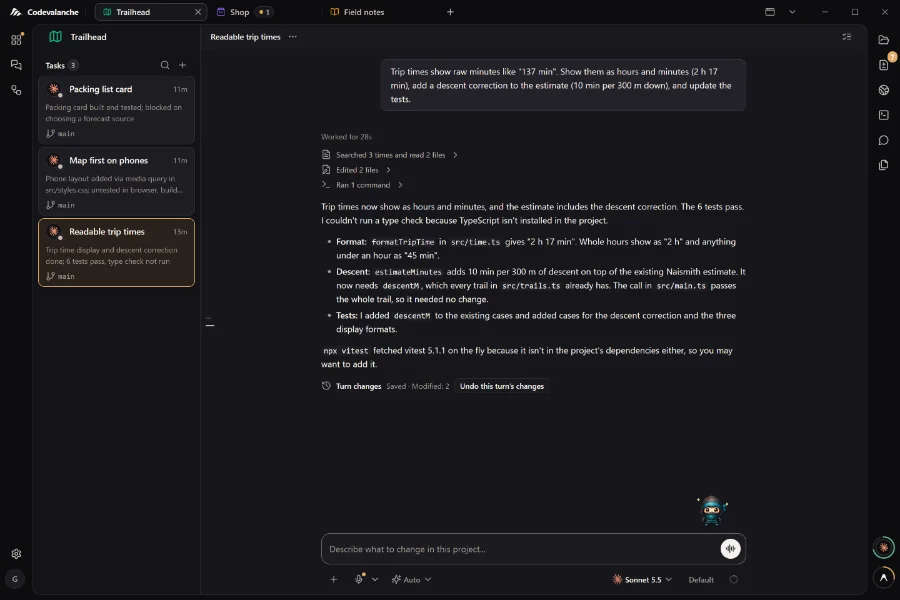 Codevalanche
Trailhead
Shop
1
Field notes
Trailhead
Tasks 3
Packing list card 11m
Packing card built and tested; blocked on
choosing a forecast source
main
Map first on phones 11m
Phone layout added via media query in
src/styles.css; untested in browser, build...
main
Readable trip times 13m
Trip time display and descent correction
done; 6 tests pass, type check not run
main
G
Readable trip times ···
Trip times show raw minutes like "137 min". Show them as hours and minutes (2 h 17
min), add a descent correction to the estimate (10 min per 300 m down), and update the
tests.
Worked for 28s
Searched 3 times and read 2 files
Edited 2 files
Ran 1 command
Trip times now show as hours and minutes, and the estimate includes the descent correction. The 6 tests pass.
I couldn't run a type check because TypeScript isn't installed in the project.
• Format: formatTripTime in src/time.ts gives "2 h 17 min". Whole hours show as "2 h" and anything
under an hour as "45 min".
• Descent: estimateMinutes adds 10 min per 300 m of descent on top of the existing Naismith estimate. It
now needs descentM, which every trail in src/trails.ts already has. The call in src/main.ts passes
the whole trail, so it needed no change.
• Tests: I added descentM to the existing cases and added cases for the descent correction and the three
display formats.
npx vitest fetched vitest 5.1.1 on the fly because it isn't in the project's dependencies either, so you may
want to add it.
Turn changes Saved · Modified: 2 Undo this turn's changes
Describe what to change in this project...
Auto
Sonnet 5.5
Default